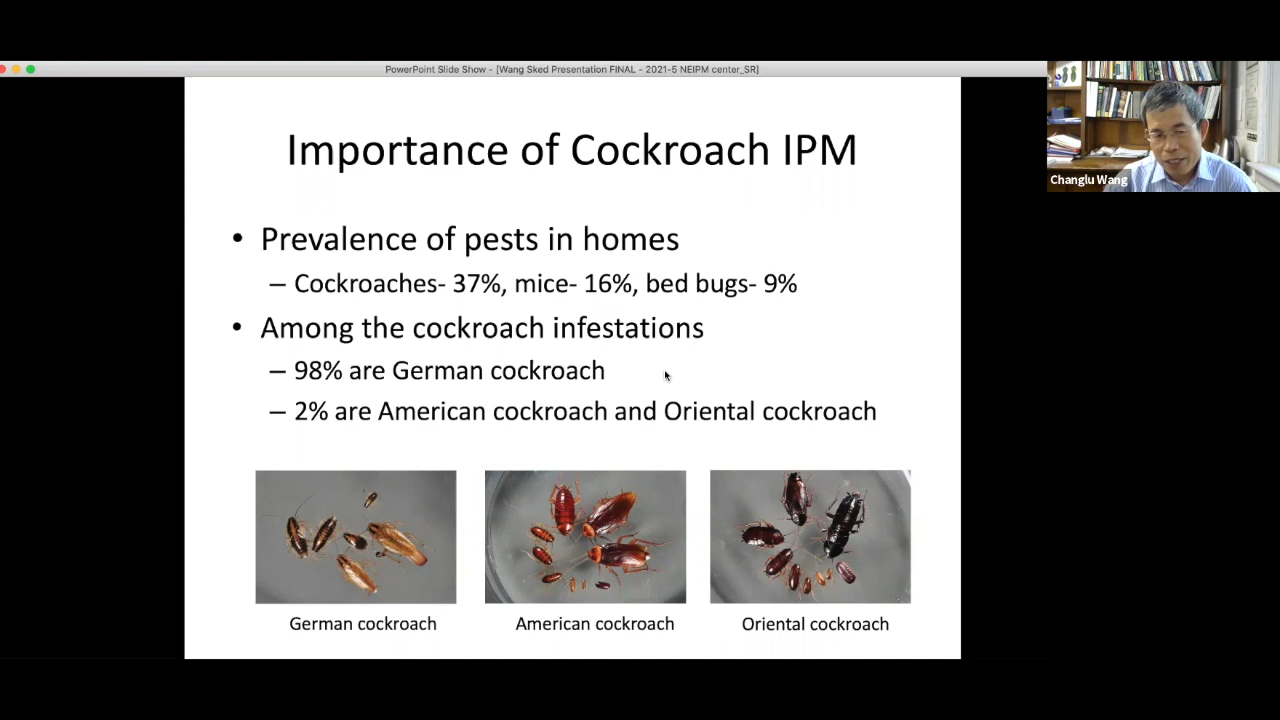 PowerPoint Slide Show - [Wang Sked Presentation FINAL - 2021-5 NEIPM center_SR]
Changlu Wang
Importance of Cockroach IPM
• Prevalence of pests in homes
– Cockroaches- 37%, mice- 16%, bed bugs- 9%
• Among the cockroach infestations
– 98% are German cockroach
– 2% are American cockroach and Oriental cockroach
German cockroach
American cockroach
Oriental cockroach